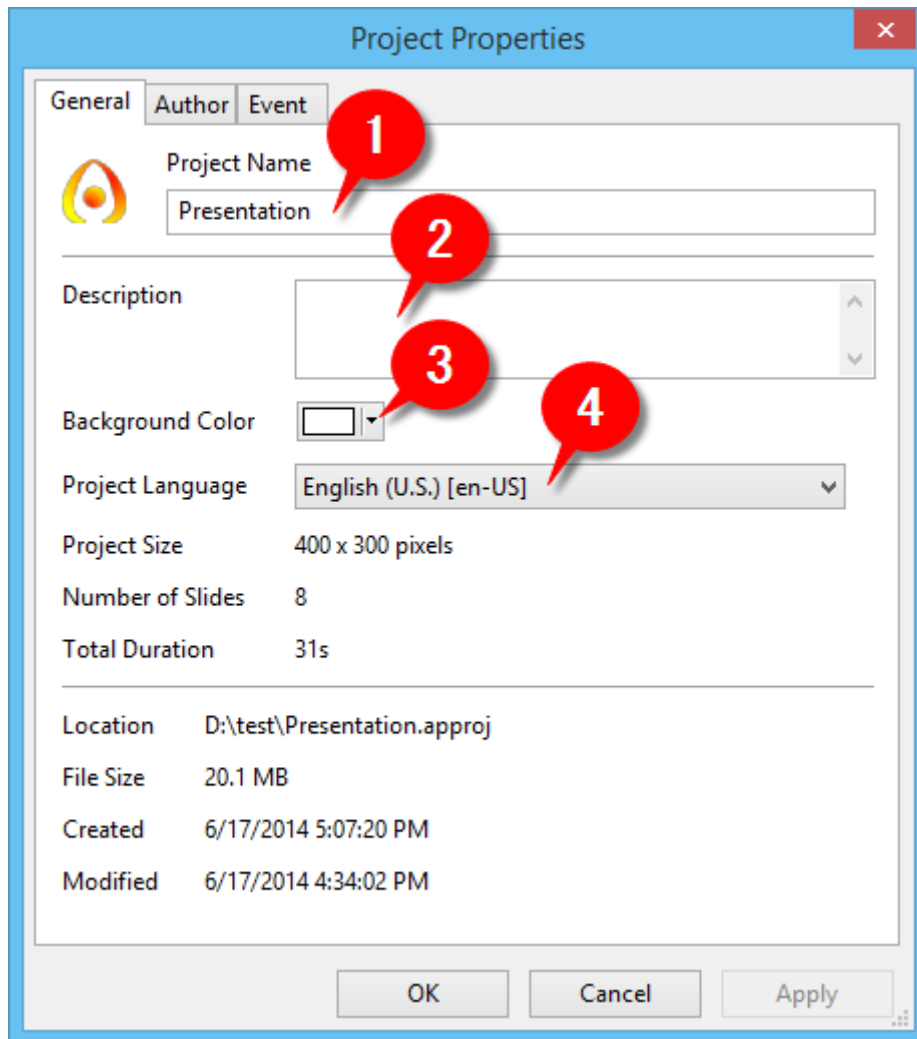 Project Properties
General Author Event
1
Project Name
Presentation
2
Description
3
Background Color
4
Project Language English (U.S.) [en-US]
Project Size 400 x 300 pixels
Number of Slides 8
Total Duration 31s
Location D:\test\Presentation.approj
File Size 20.1 MB
Created 6/17/2014 5:07:20 PM
Modified 6/17/2014 4:34:02 PM
OK Cancel Apply